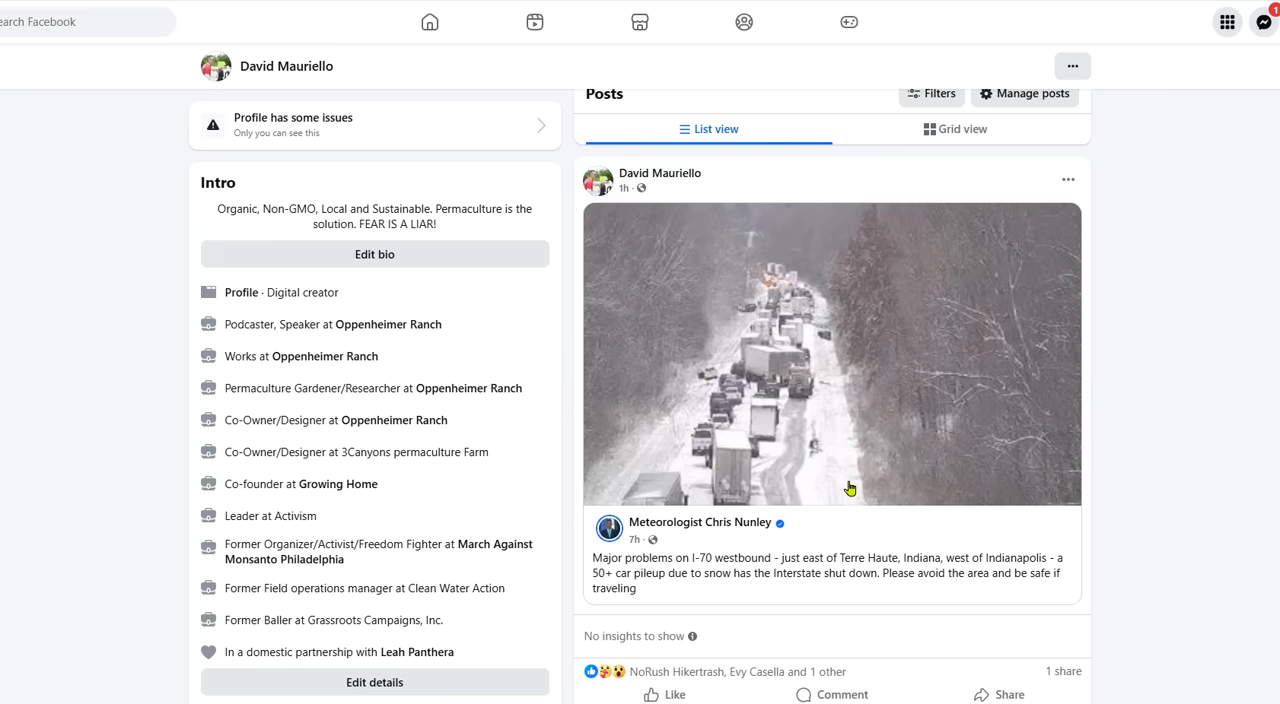 earch Facebook
1
David Mauriello
Profile has some issues
Only you can see this
Intro
Organic, Non-GMO, Local and Sustainable. Permaculture is the
solution. FEAR IS A LIAR!
Edit bio
Profile · Digital creator
Podcaster, Speaker at Oppenheimer Ranch
Works at Oppenheimer Ranch
Permaculture Gardener/Researcher at Oppenheimer Ranch
Co-Owner/Designer at Oppenheimer Ranch
Co-Owner/Designer at 3Canyons permaculture Farm
Co-founder at Growing Home
Leader at Activism
Former Organizer/Activist/Freedom Fighter at March Against
Monsanto Philadelphia
Former Field operations manager at Clean Water Action
Former Baller at Grassroots Campaigns, Inc.
In a domestic partnership with Leah Panthera
Edit details
Posts
Filters
Manage posts
List view
Grid view
David Mauriello
1h ·
Meteorologist Chris Nunley
7h ·
Major problems on I-70 westbound - just east of Terre Haute, Indiana, west of Indianapolis - a
50+ car pileup due to snow has the Interstate shut down. Please avoid the area and be safe if
traveling
No insights to show
NoRush Hikertrash, Evy Casella and 1 other
1 share
Like
Comment
Share